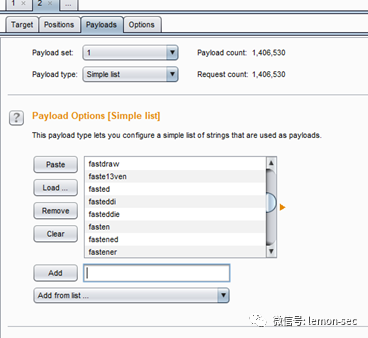 1 × 2 × ...
Target Positions Payloads Options
Payload set: 1 Payload count: 1,406,530
Payload type: Simple list Request count: 1,406,530
? Payload Options [Simple list]
This payload type lets you configure a simple list of strings that are used as payloads.
Paste
Load ...
Remove
Clear
fastdraw
faste13ven
fasted
fasteddi
fasteddie
fasten
fastened
fastener
Add
Add from list ...
微信号: lemon-sec